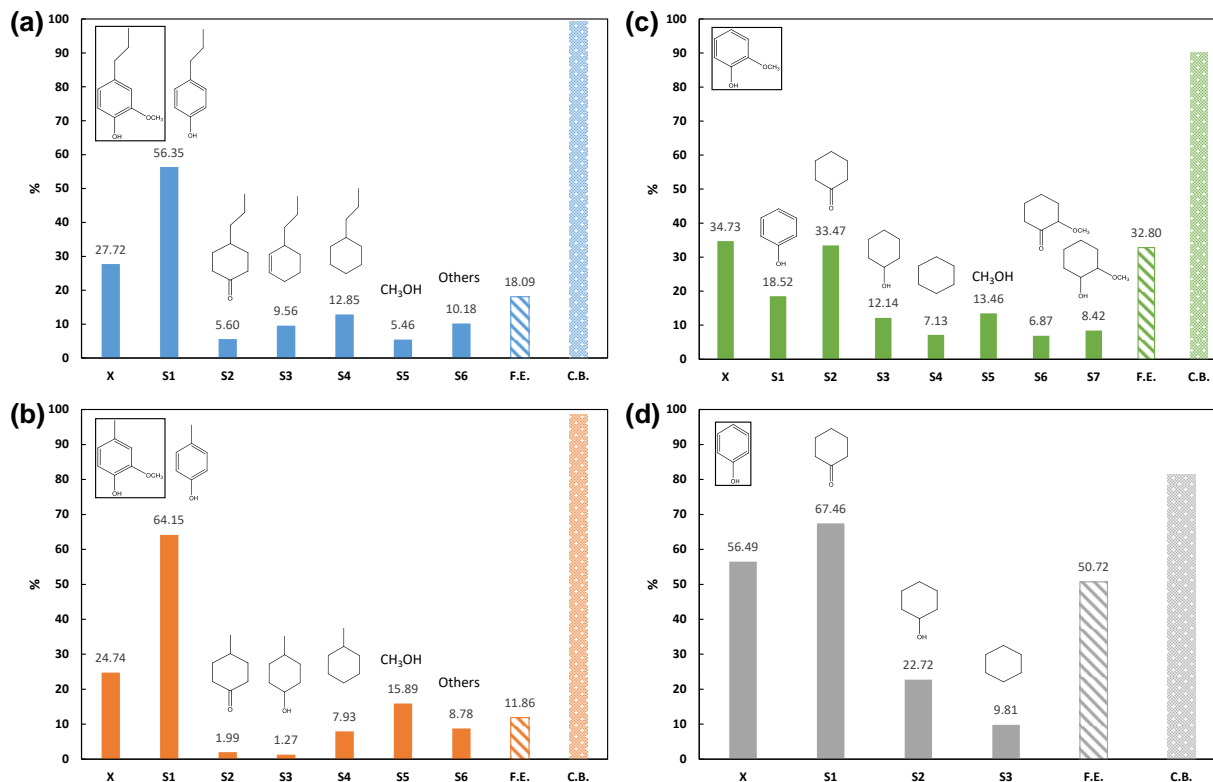 (a)
100
90
80
70
60
50
40
30
20
10
0
%
OCH₃
OH
OH
27.72
56.35
O
5.60
9.56
12.85
CH₃OH
5.46
Others
10.18
18.09
X S1 S2 S3 S4 S5 S6 F.E. C.B.
(b)
100
90
80
70
60
50
40
30
20
10
0
%
OCH₃
OH
OH
24.74
64.15
O
1.99
OH
1.27
7.93
CH₃OH
15.89
Others
8.78
11.86
X S1 S2 S3 S4 S5 S6 F.E. C.B.
(c)
100
90
80
70
60
50
40
30
20
10
0
%
OCH₃
OH
34.73
OH
18.52
O
33.47
OH
12.14
7.13
CH₃OH
13.46
OCH₃
O
6.87
OCH₃
OH
8.42
32.80
X S1 S2 S3 S4 S5 S6 S7 F.E. C.B.
(d)
100
90
80
70
60
50
40
30
20
10
0
%
OH
56.49
O
67.46
OH
22.72
9.81
50.72
X S1 S2 S3 F.E. C.B.